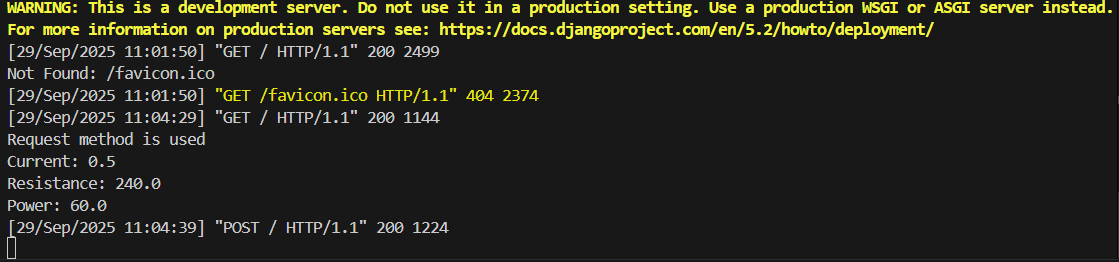 WARNING: This is a development server. Do not use it in a production setting. Use a production WSGI or ASGI server instead.
For more information on production servers see: https://docs.djangoproject.com/en/5.2/howto/deployment/
[29/Sep/2025 11:01:50] "GET / HTTP/1.1" 200 2499
Not Found: /favicon.ico
[29/Sep/2025 11:01:50] "GET /favicon.ico HTTP/1.1" 404 2374
[29/Sep/2025 11:04:29] "GET / HTTP/1.1" 200 1144
Request method is used
Current: 0.5
Resistance: 240.0
Power: 60.0
[29/Sep/2025 11:04:39] "POST / HTTP/1.1" 200 1224